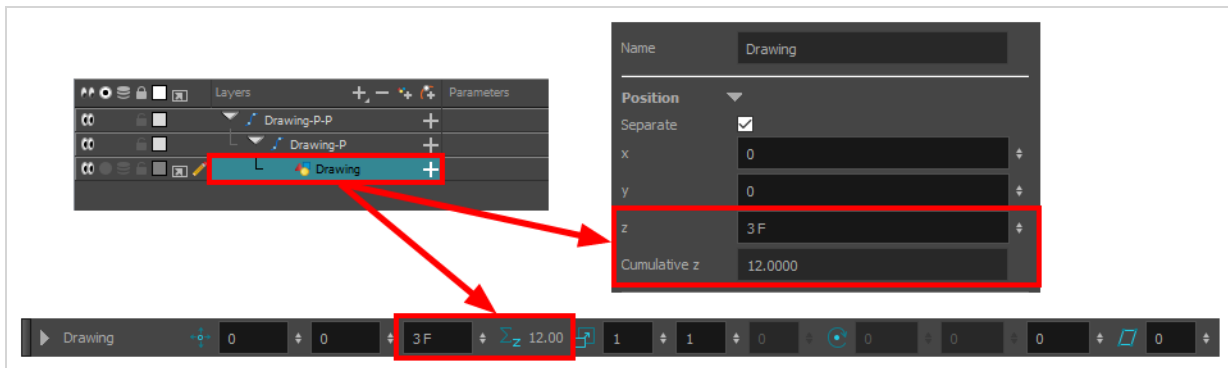 Layers Parameters
Drawing-P-P
Drawing-P
Drawing
Name Drawing
Position
Separate
x 0
y 0
z 3 F
Cumulative z 12.0000
Drawing 0 0 3 F Σz 12.00 1 1 0 0 0 0 0